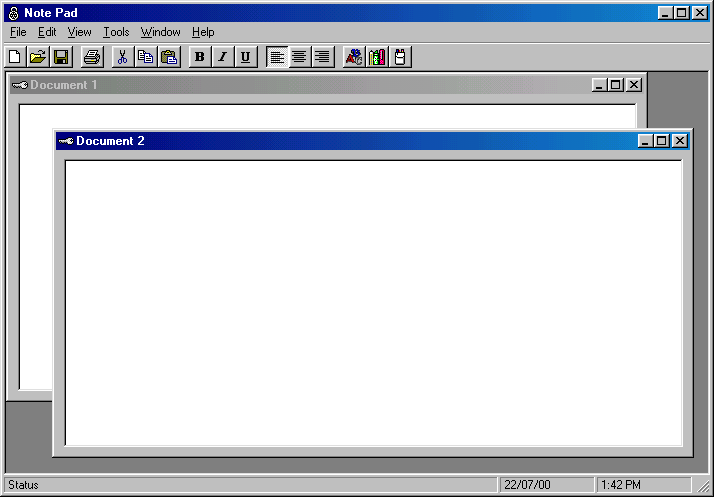 Note Pad
File Edit View Tools Window Help
B I U
Document 1
Document 2
Status 22/07/00 1:42 PM